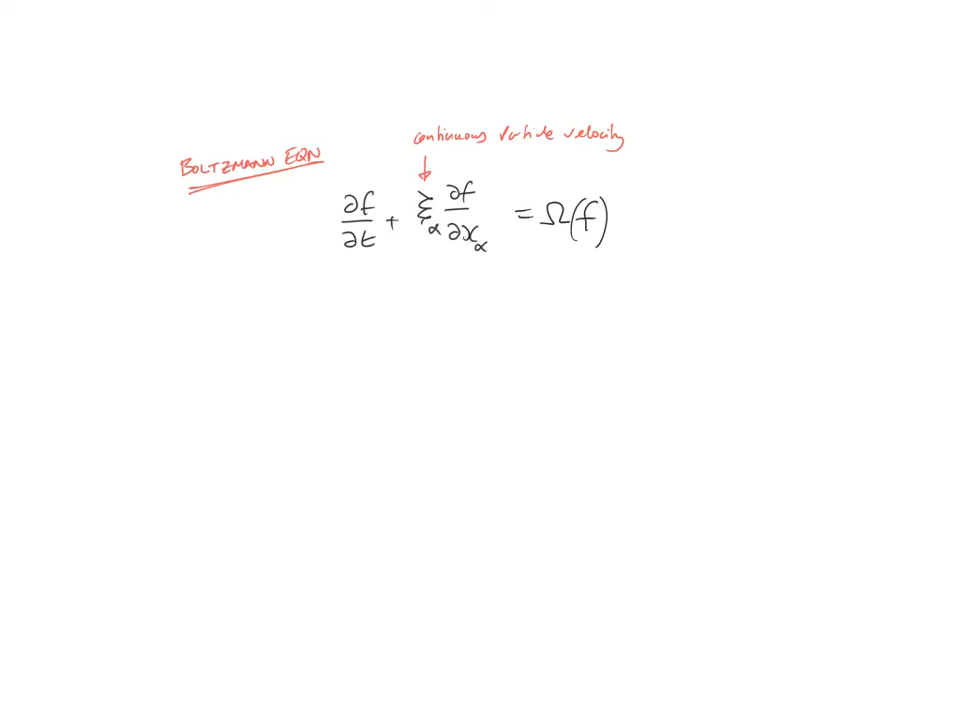 continuous particle velocity
BOLTZMANN EQN
∂f/∂t + ξ_α ∂f/∂x_α = Ω(f)